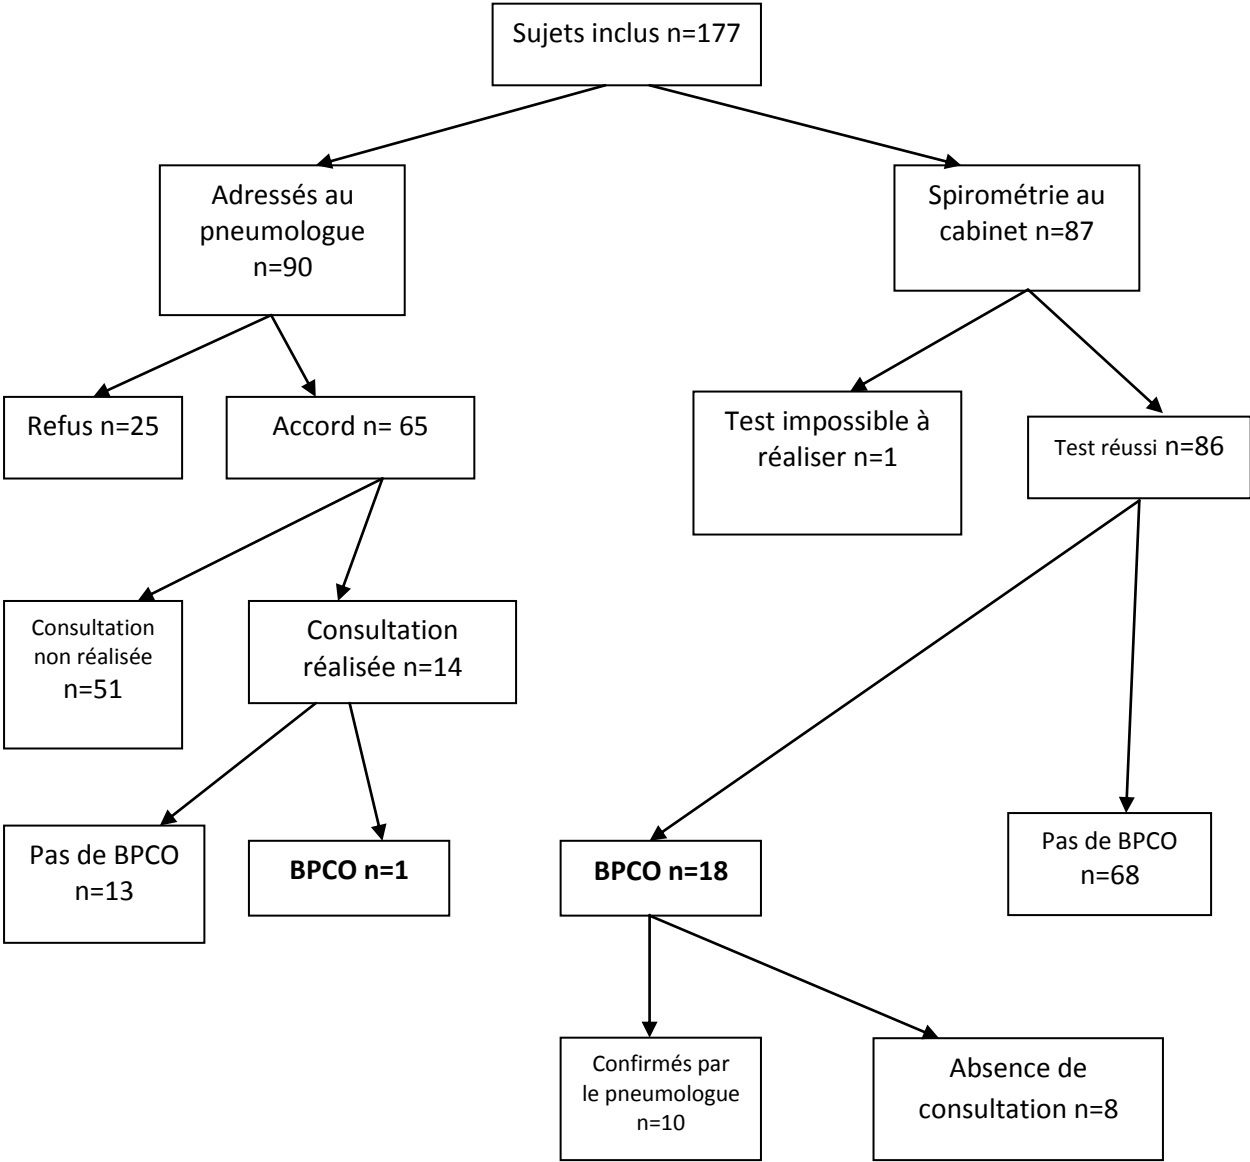 Sujets inclus n=177
Adressés au
pneumologue
n=90
Spirométrie au
cabinet n=87
Refus n=25
Accord n= 65
Test impossible à
réaliser n=1
Test réussi n=86
Consultation
non réalisée
n=51
Consultation
réalisée n=14
Pas de BPCO
n=13
BPCO n=1
BPCO n=18
Pas de BPCO
n=68
Confirmés par
le pneumologue
n=10
Absence de
consultation n=8